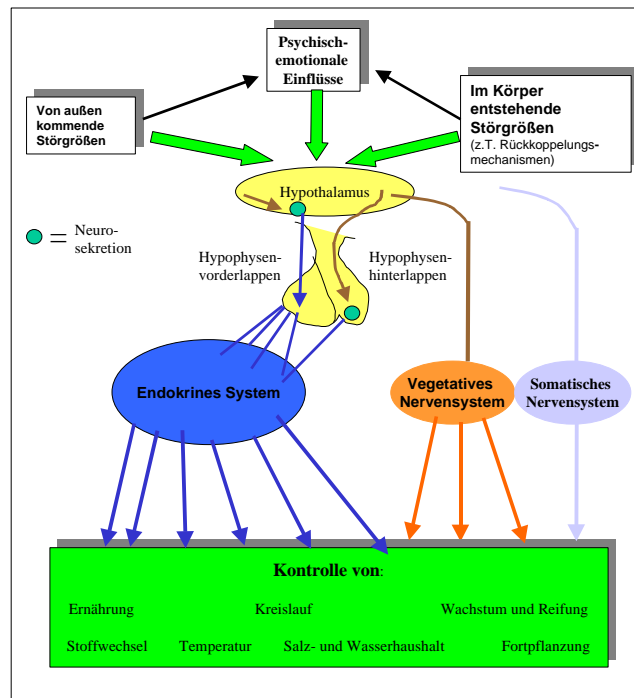 Psychisch-
emotionale
Einflüsse
Von außen
kommende
Störgrößen
Im Körper
entstehende
Störgrößen
(z.T. Rückkoppelungs-
mechanismen)
Hypothalamus
= Neuro-
sekretion
Hypophysen-
vorderlappen
Hypophysen-
hinterlappen
Endokrines System
Vegetatives
Nervensystem
Somatisches
Nervensystem
Kontrolle von:
Ernährung Kreislauf Wachstum und Reifung
Stoffwechsel Temperatur Salz- und Wasserhaushalt Fortpflanzung